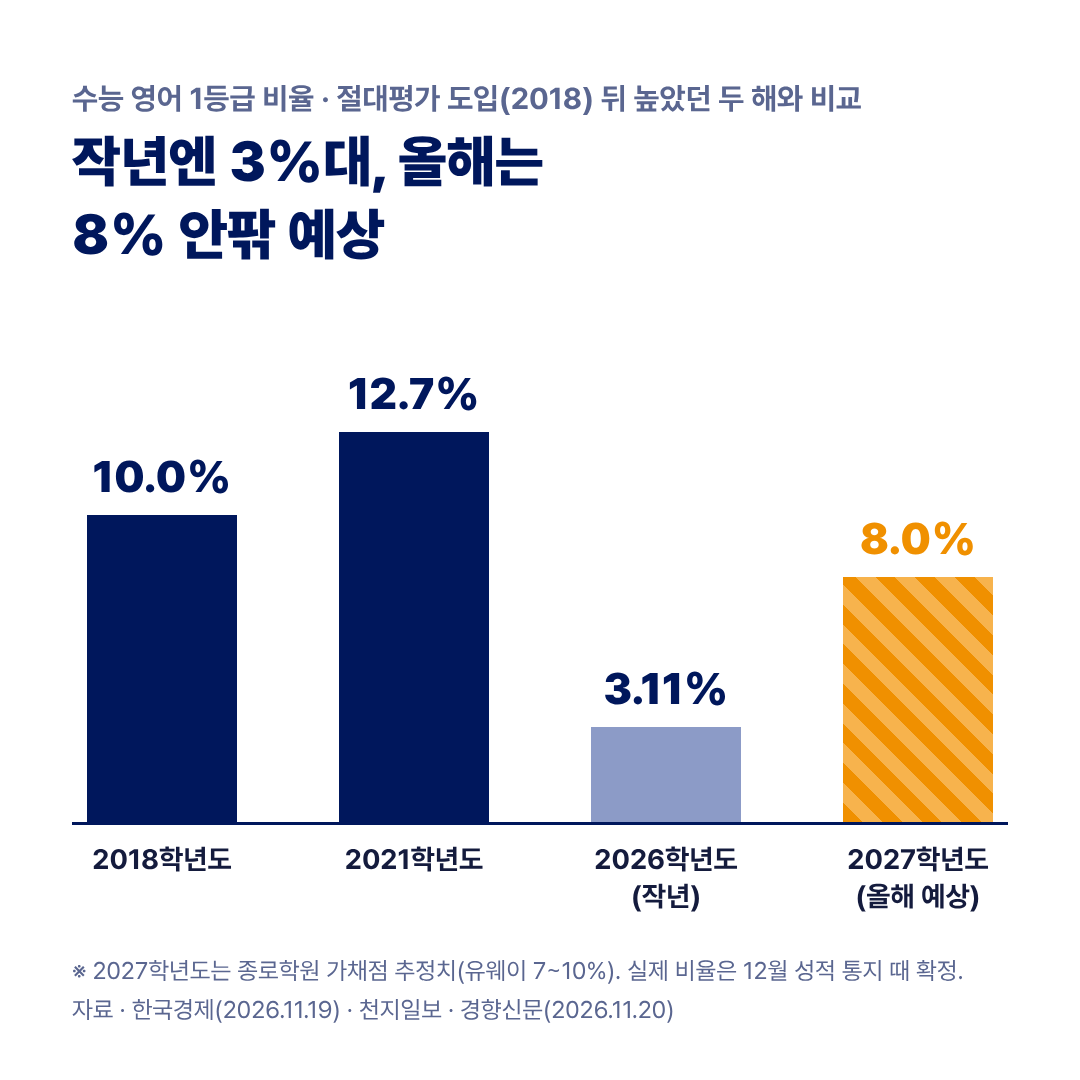 수능 영어 1등급 비율 · 절대평가 도입(2018) 뒤 높았던 두 해와 비교
작년엔 3%대, 올해는
8% 안팎 예상
10.0%
12.7%
3.11%
8.0%
2018학년도
2021학년도
2026학년도
(작년)
2027학년도
(올해 예상)
※ 2027학년도는 종로학원 가채점 추정치(유웨이 7~10%). 실제 비율은 12월 성적 통지 때 확정.
자료 · 한국경제(2026.11.19) · 천지일보 · 경향신문(2026.11.20)